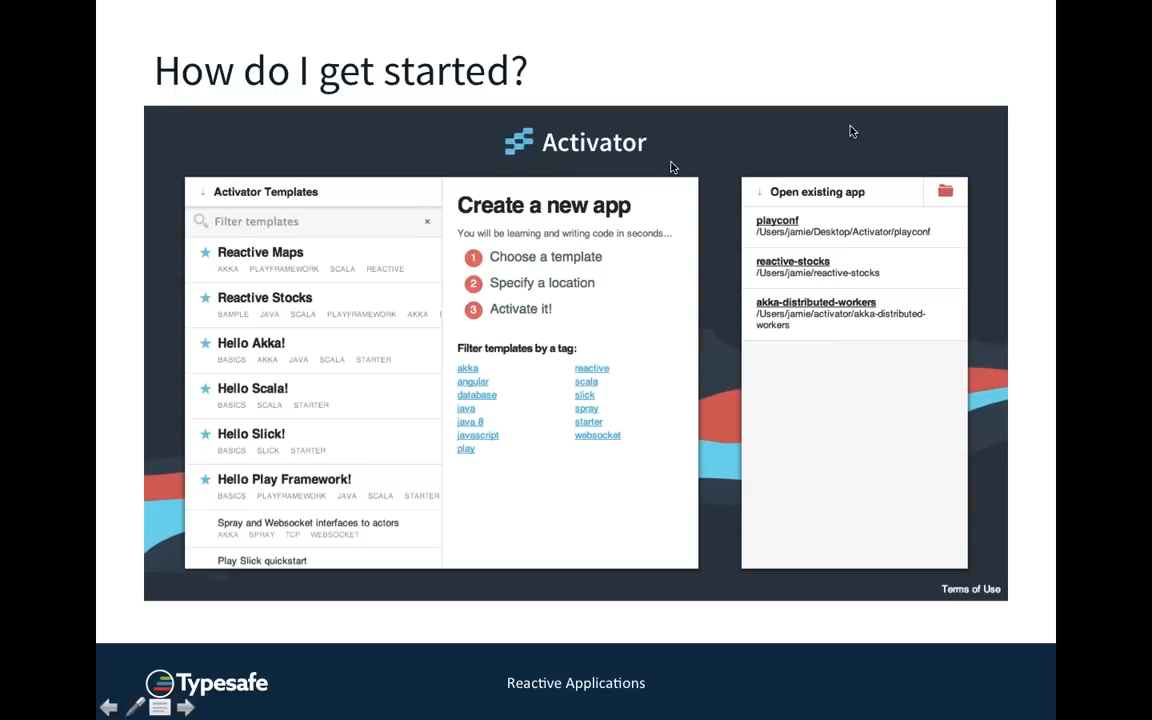 How do I get started?
Activator
Activator Templates
Filter templates
×
Reactive Maps
AKKA PLAYFRAMEWORK SCALA REACTIVE
Reactive Stocks
SAMPLE JAVA SCALA PLAYFRAMEWORK AKKA
Hello Akka!
BASICS AKKA JAVA SCALA STARTER
Hello Scala!
BASICS SCALA STARTER
Hello Slick!
BASICS SLICK STARTER
Hello Play Framework!
BASICS PLAYFRAMEWORK JAVA SCALA STARTER
Spray and Websocket interfaces to actors
AKKA SPRAY TCP WEBSOCKET
Play Slick quickstart
Create a new app
You will be learning and writing code in seconds...
1 Choose a template
2 Specify a location
3 Activate it!
Filter templates by a tag:
akka
angular
database
java
java 8
javascript
play
reactive
scala
slick
spray
starter
websocket
Open existing app
playconf
/Users/jamie/Desktop/Activator/playconf
reactive-stocks
/Users/jamie/reactive-stocks
akka-distributed-workers
/Users/jamie/activator/akka-distributed-
workers
Terms of Use
Typesafe
Reactive Applications